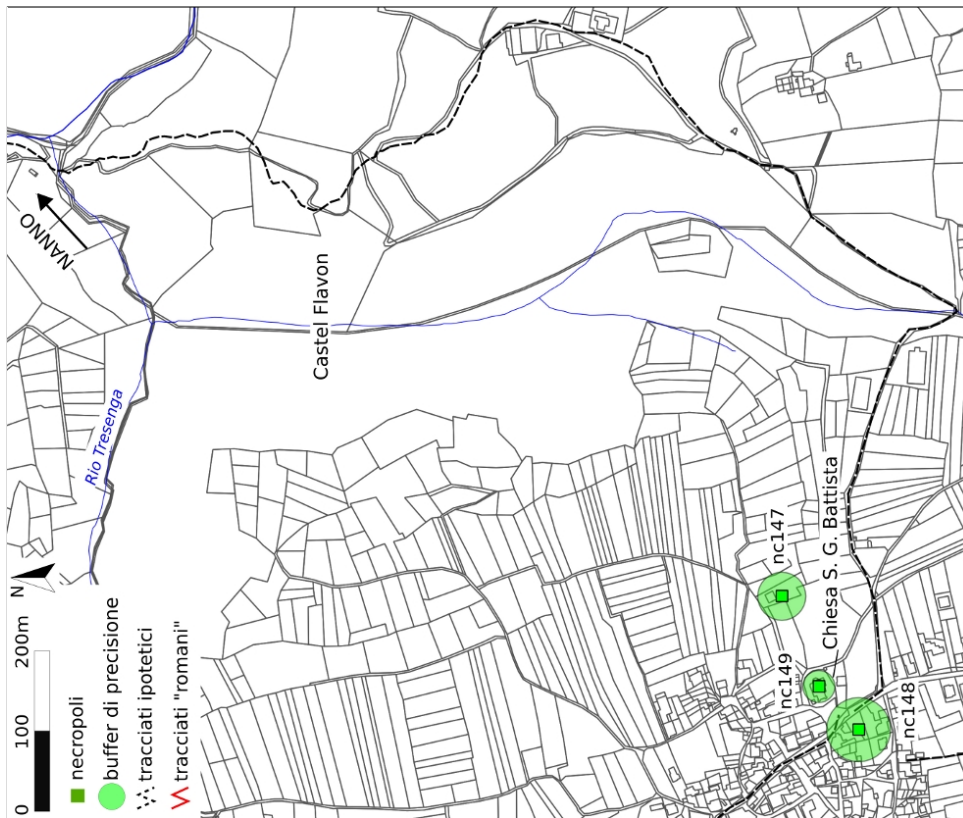 0 100 200m
N
necropoli
buffer di precisione
tracciati ipotetici
tracciati "romani"
Rio Tresenga
NANNO
Castel Flavon
nc147
Chiesa S. G. Battista
nc149
nc148